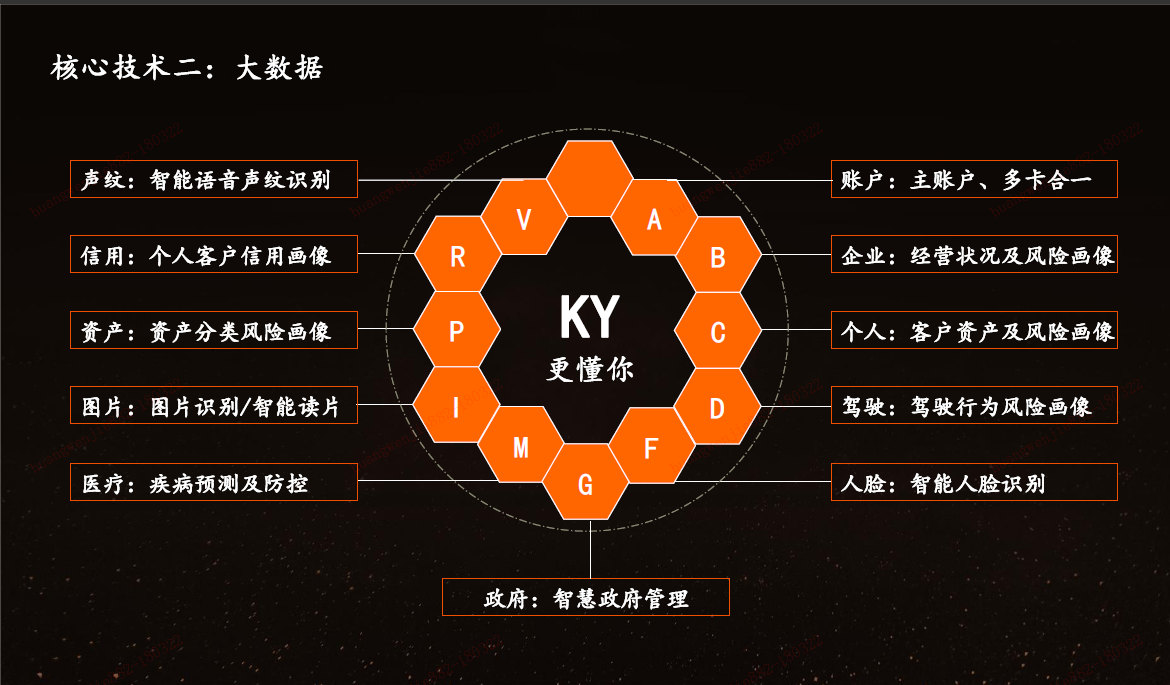 核心技术二：大数据
声纹：智能语音声纹识别
信用：个人客户信用画像
资产：资产分类风险画像
图片：图片识别/智能读片
医疗：疾病预测及防控
V
R
P
I
M
G
F
D
C
B
A
KY
更懂你
账户：主账户、多卡合一
企业：经营状况及风险画像
个人：客户资产及风险画像
驾驶：驾驶行为风险画像
人脸：智能人脸识别
政府：智慧政府管理